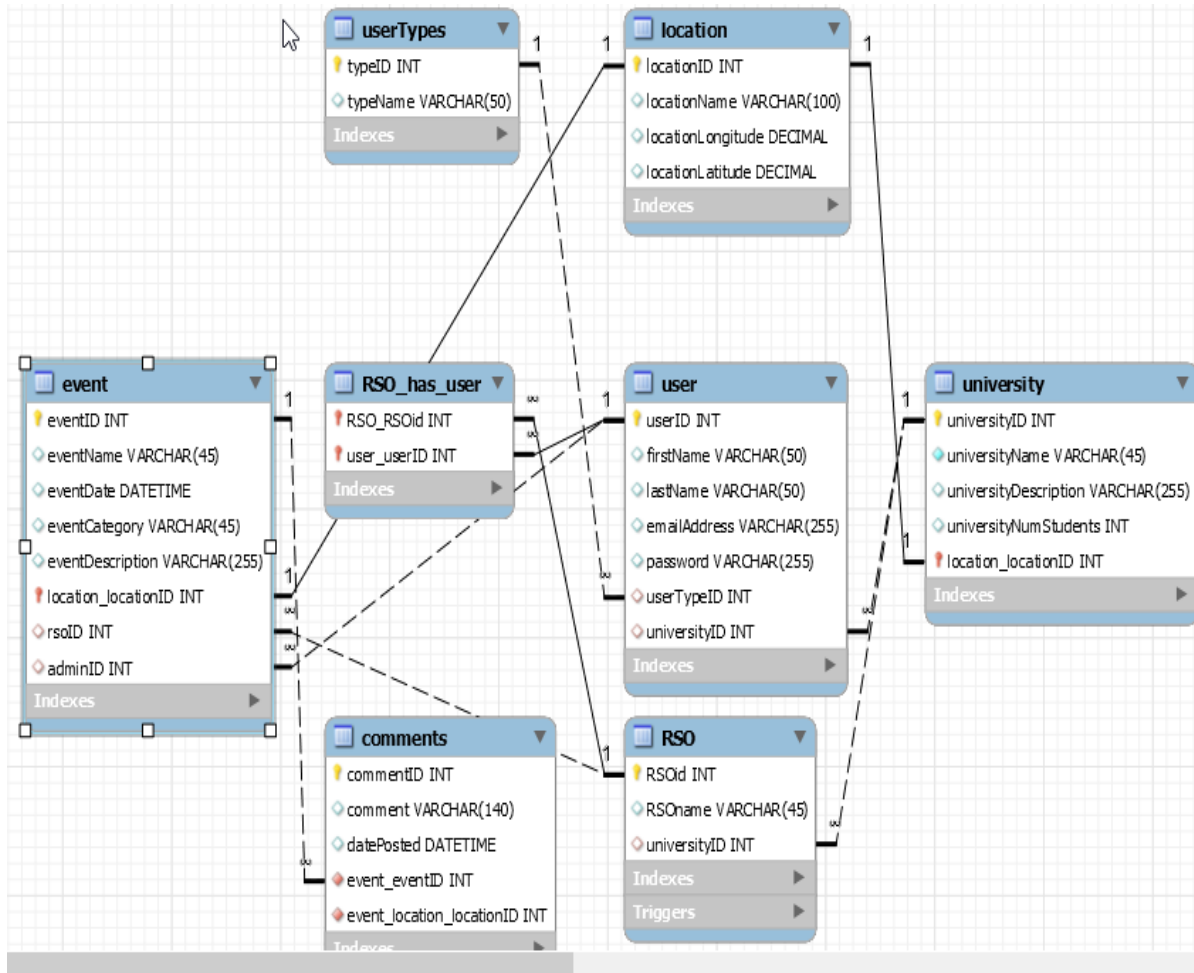 userTypes
typeID INT
typeName VARCHAR(50)
Indexes
location
locationID INT
locationName VARCHAR(100)
locationLongitude DECIMAL
locationLatitude DECIMAL
Indexes
1
1
1
event
eventID INT
eventName VARCHAR(45)
eventDate DATETIME
eventCategory VARCHAR(45)
eventDescription VARCHAR(255)
location_locationID INT
rsoID INT
adminID INT
Indexes
1
1
∞
∞
RSO_has_user
RSO_RSOid INT
user_userID INT
Indexes
∞
∞
user
userID INT
firstName VARCHAR(50)
lastName VARCHAR(50)
emailAddress VARCHAR(255)
password VARCHAR(255)
userTypeID INT
universityID INT
Indexes
1
∞
∞
university
universityID INT
universityName VARCHAR(45)
universityDescription VARCHAR(255)
universityNumStudents INT
location_locationID INT
Indexes
1
1
comments
commentID INT
comment VARCHAR(140)
datePosted DATETIME
event_eventID INT
event_location_locationID INT
Indexes
∞
RSO
RSOid INT
RSOname VARCHAR(45)
universityID INT
Indexes
Triggers
1
∞